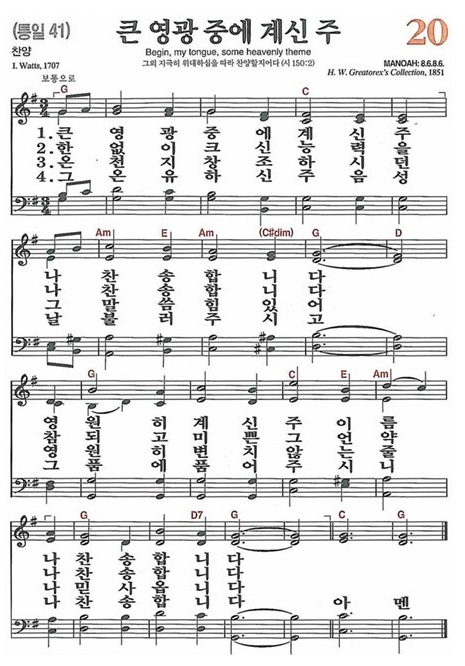 (통일 41)
큰 영광 중에 계신 주
20
찬양
Begin, my tongue, some heavenly theme
I. Watts, 1707
그의 지극히 위대하심을 따라 찬양할지어다 (시 150:2)
MANOAH: 8.6.8.6.
H. W. Greatorex's Collection, 1851
보통으로
G C
1.큰 영 광 중 에 계 신 주
2.한 없 이 크 신 능 력 을
3.온 천 지 창 조 하 시 던
4.그 온 유 하 신 주 음 성
Am E Am (C#dim) G D
나 찬 송 합 니 다
나 찬 송 합 니 다
그 말 씀 힘 있 어
날 불 러 주 시 고
G C G E Am
영 원 히 계 신 주 이 름
참 되 고 미 쁜 그 언 약
영 원 히 변 치 않 는 줄
그 품 에 품 어 주 시 니
G D7 G
나 찬 송 합 니 다
나 찬 송 합 니 다
나 믿 사 옵 니 다
나 찬 송 합 니 다 아 멘